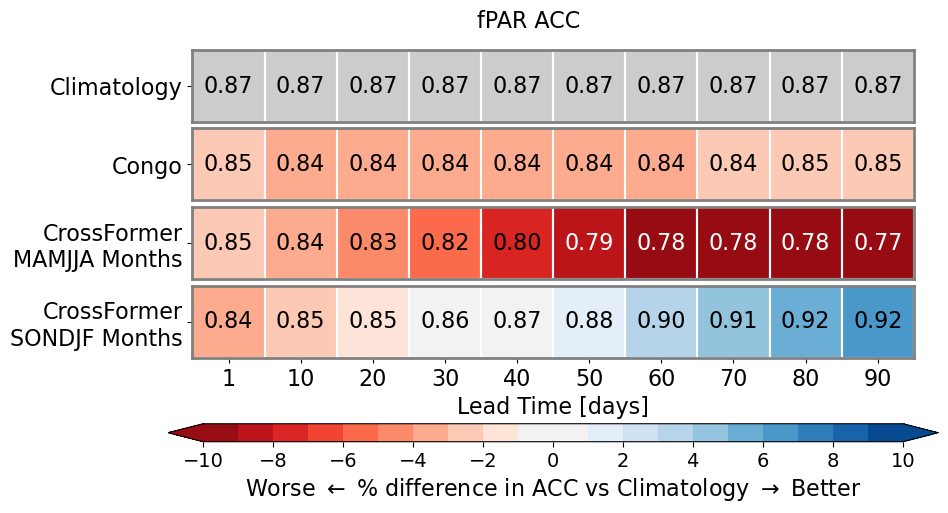 fPAR ACC
Climatology 0.87 0.87 0.87 0.87 0.87 0.87 0.87 0.87 0.87 0.87
Congo 0.85 0.84 0.84 0.84 0.84 0.84 0.84 0.84 0.85 0.85
CrossFormer
MAMJJA Months 0.85 0.84 0.83 0.82 0.80 0.79 0.78 0.78 0.78 0.77
CrossFormer
SONDJF Months 0.84 0.85 0.85 0.86 0.87 0.88 0.90 0.91 0.92 0.92
1 10 20 30 40 50 60 70 80 90
Lead Time [days]
−10 −8 −6 −4 −2 0 2 4 6 8 10
Worse ← % difference in ACC vs Climatology → Better